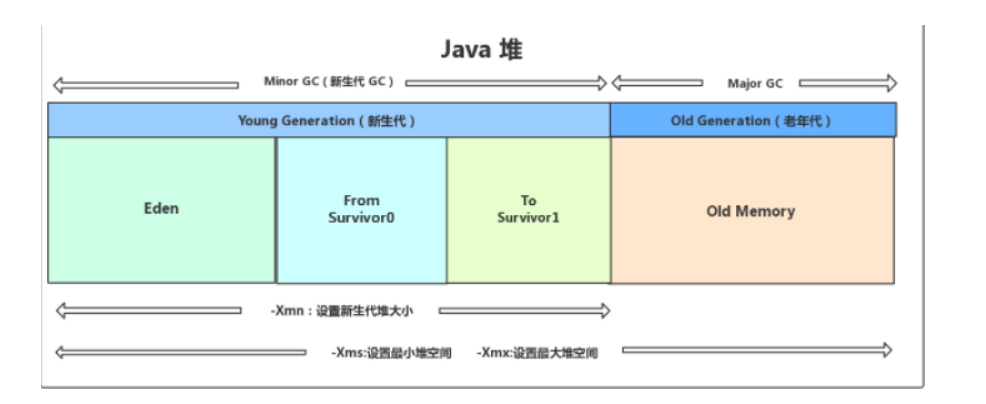 Java 堆
Minor GC ( 新生代 GC )
Major GC
Young Generation ( 新生代 )
Old Generation ( 老年代 )
Eden
From
Survivor0
To
Survivor1
Old Memory
-Xmn : 设置新生代堆大小
-Xms:设置最小堆空间
-Xmx:设置最大堆空间